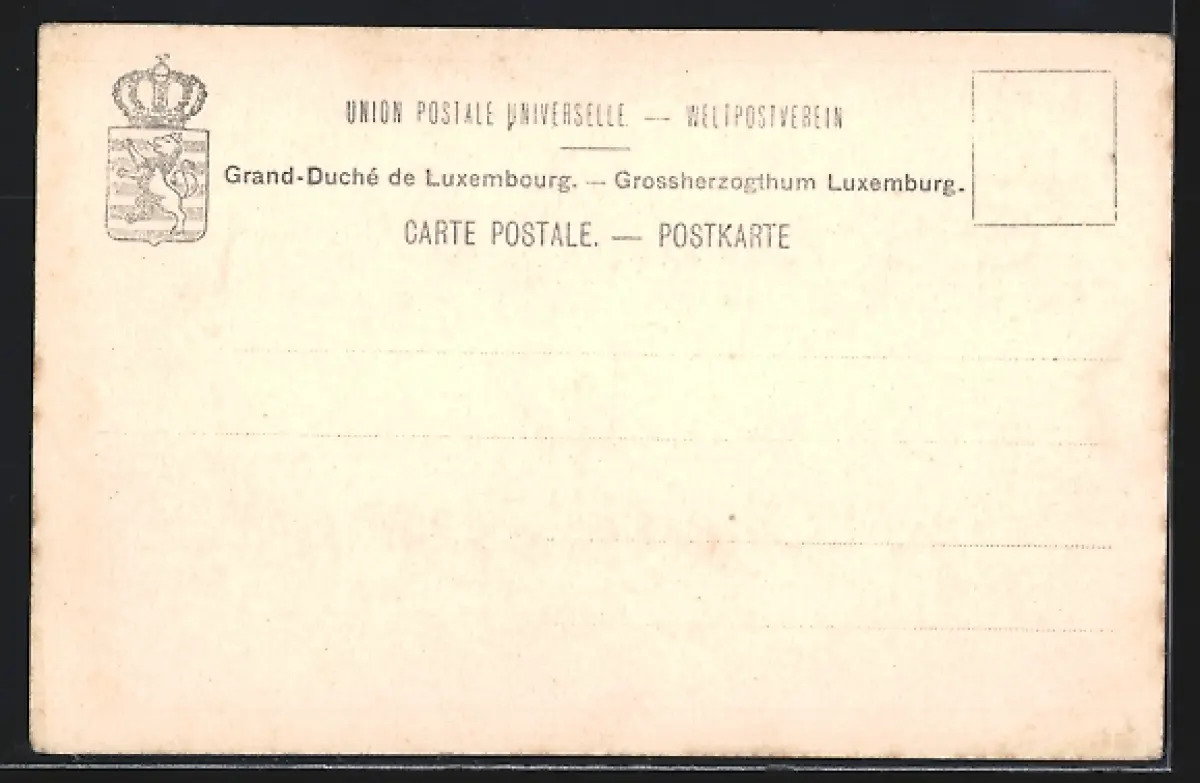 UNION POSTALE UNIVERSELLE. — WELTPOSTVEREIN
Grand-Duché de Luxembourg. — Grossherzogthum Luxemburg.
CARTE POSTALE. — POSTKARTE